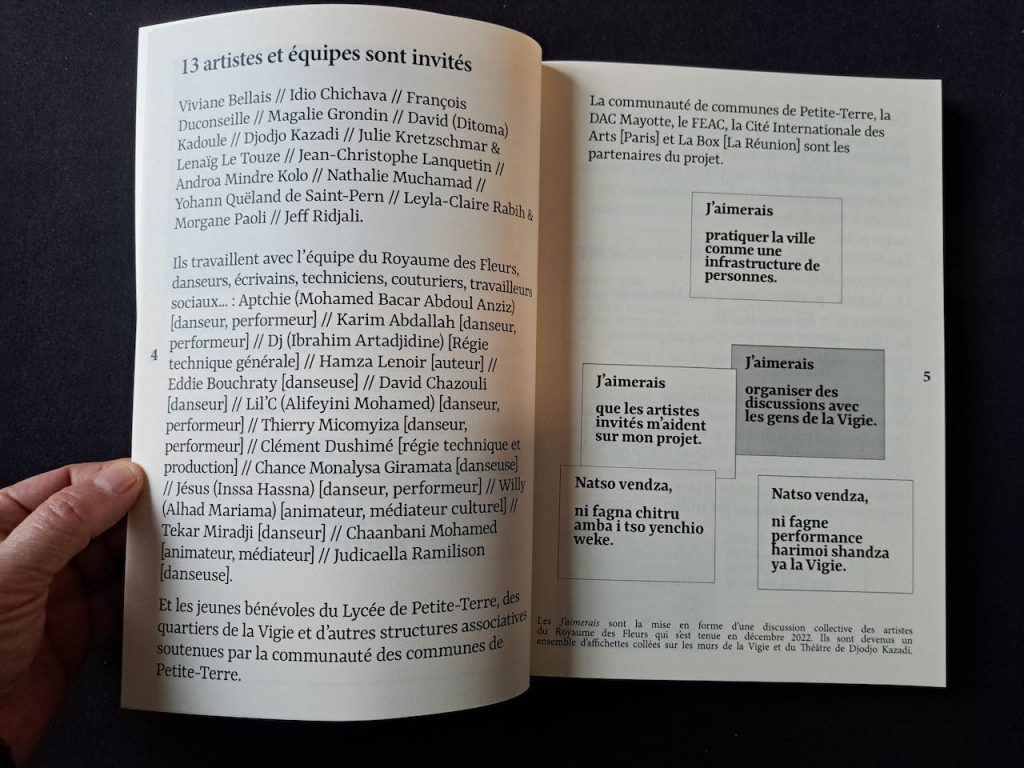 13 artistes et équipes sont invités
Viviane Bellais // Idio Chichava // François
Duconseille // Magalie Grondin // David (Ditoma)
Kadoule // Djodjo Kazadi // Julie Kretzschmar &
Lenaïg Le Touze // Jean-Christophe Lanquetin //
Androa Mindre Kolo // Nathalie Muchamad //
Yohann Quëland de Saint-Pern // Leyla-Claire Rabih &
Morgane Paoli // Jeff Ridjali.
Ils travaillent avec l'équipe du Royaume des Fleurs,
danseurs, écrivains, techniciens, couturiers, travailleurs
sociaux... : Aptchie (Mohamed Bacar Abdoul Anziz)
[danseur, performeur] // Karim Abdallah [danseur,
performeur] // Dj (Ibrahim Artadjidine) [Régie
technique générale] // Hamza Lenoir [auteur] //
Eddie Bouchraty [danseuse] // David Chazouli
[danseur] // Lil'C (Alifeyini Mohamed) [danseur,
performeur] // Thierry Micomyiza [danseur,
performeur] // Clément Dushimé [régie technique et
production] // Chance Monalysa Giramata [danseuse]
// Jésus (Inssa Hassna) [danseur, performeur] // Willy
(Alhad Mariama) [animateur, médiateur culturel] //
Tekar Miradji [danseur] // Chaanbani Mohamed
[animateur, médiateur] // Judicaella Ramilison
[danseuse].
Et les jeunes bénévoles du Lycée de Petite-Terre, des
quartiers de la Vigie et d'autres structures associatives
soutenues par la communauté des communes de
Petite-Terre.
4
La communauté de communes de Petite-Terre, la
DAC Mayotte, le FEAC, la Cité Internationale des
Arts [Paris] et La Box [La Réunion] sont les
partenaires du projet.
J'aimerais
pratiquer la ville
comme une
infrastructure de
personnes.
J'aimerais
que les artistes
invités m'aident
sur mon projet.
J'aimerais
organiser des
discussions avec
les gens de la Vigie.
Natso vendza,
ni fagna chitru
amba i tso yenchio
weke.
Natso vendza,
ni fagne
performance
harimoi shandza
ya la Vigie.
5
Les J'aimerais sont la mise en forme d'une discussion collective des artistes
du Royaume des Fleurs qui s'est tenue en décembre 2022. Ils sont devenus un
ensemble d'affichettes collées sur les murs de la Vigie et du Théâtre de Djodjo Kazadi.